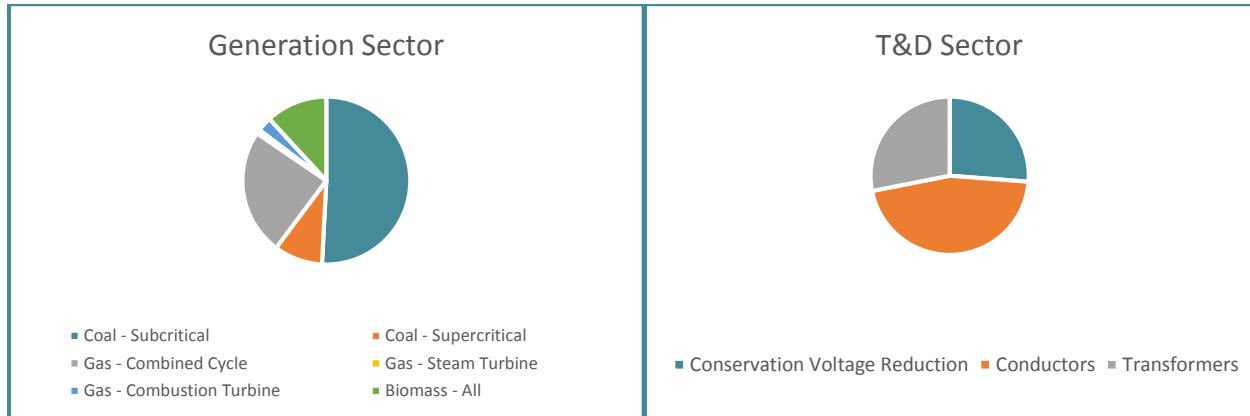 Generation Sector
Coal - Subcritical
Coal - Supercritical
Gas - Combined Cycle
Gas - Steam Turbine
Gas - Combustion Turbine
Biomass - All
T&D Sector
Conservation Voltage Reduction
Conductors
Transformers